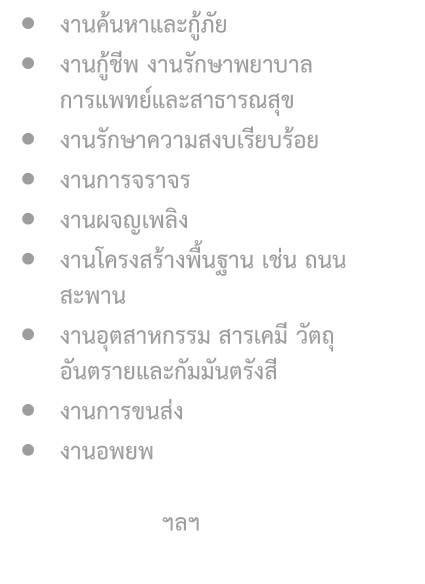 ● งานค้นหาและกู้ภัย
● งานกู้ชีพ งานรักษาพยาบาล
การแพทย์และสาธารณสุข
● งานรักษาความสงบเรียบร้อย
● งานการจราจร
● งานผจญเพลิง
● งานโครงสร้างพื้นฐาน เช่น ถนน
สะพาน
● งานอุตสาหกรรม สารเคมี วัตถุ
อันตรายและกัมมันตรังสี
● งานการขนส่ง
● งานอพยพ
ฯลฯ